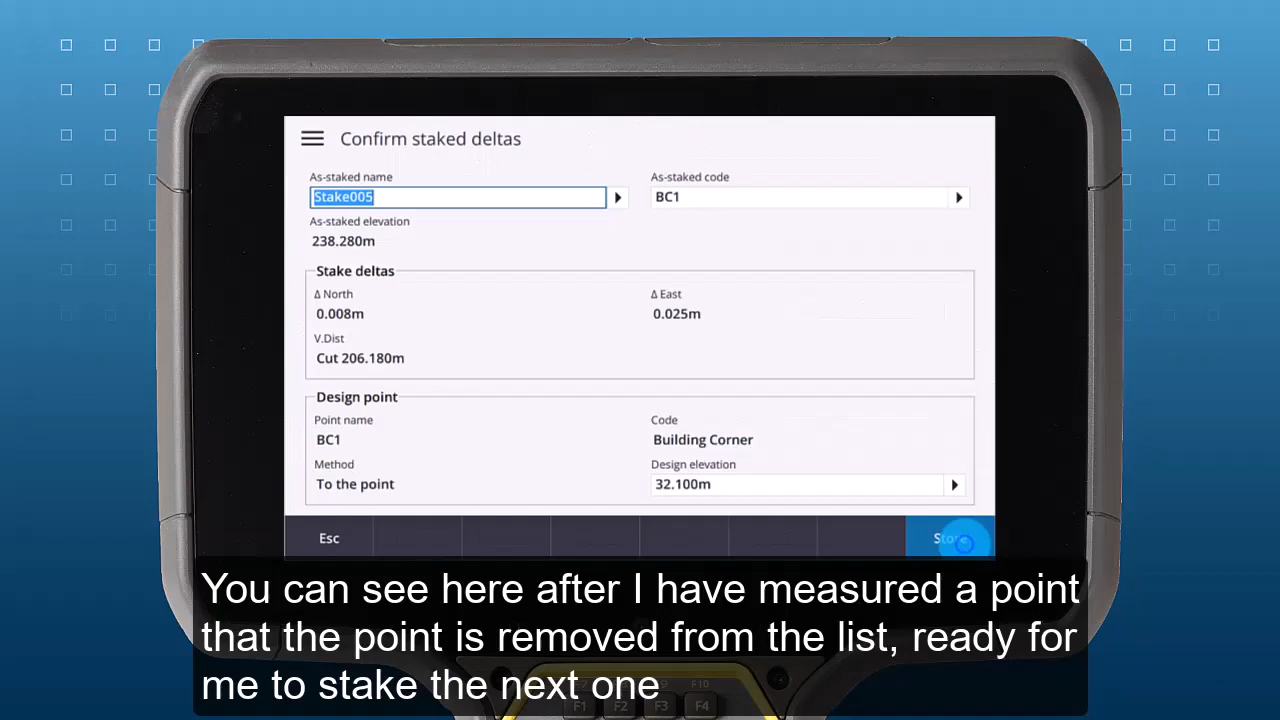 Confirm staked deltas
As-staked name
As-staked code
Stake005
BC1
As-staked elevation
238.280m
Stake deltas
Δ North
Δ East
0.008m
0.025m
V.Dist
Cut 206.180m
Design point
Point name
Code
BC1
Building Corner
Method
Design elevation
To the point
32.100m
Esc
Store
You can see here after I have measured a point
that the point is removed from the list, ready for
me to stake the next one
F10
F1 F2 F3 F4